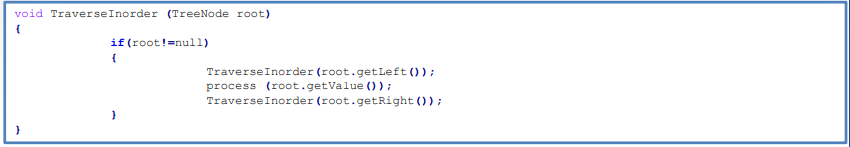 void TraverseInorder (TreeNode root)
{
if(root!=null)
{
TraverseInorder(root.getLeft());
process (root.getValue());
TraverseInorder(root.getRight());
}
}